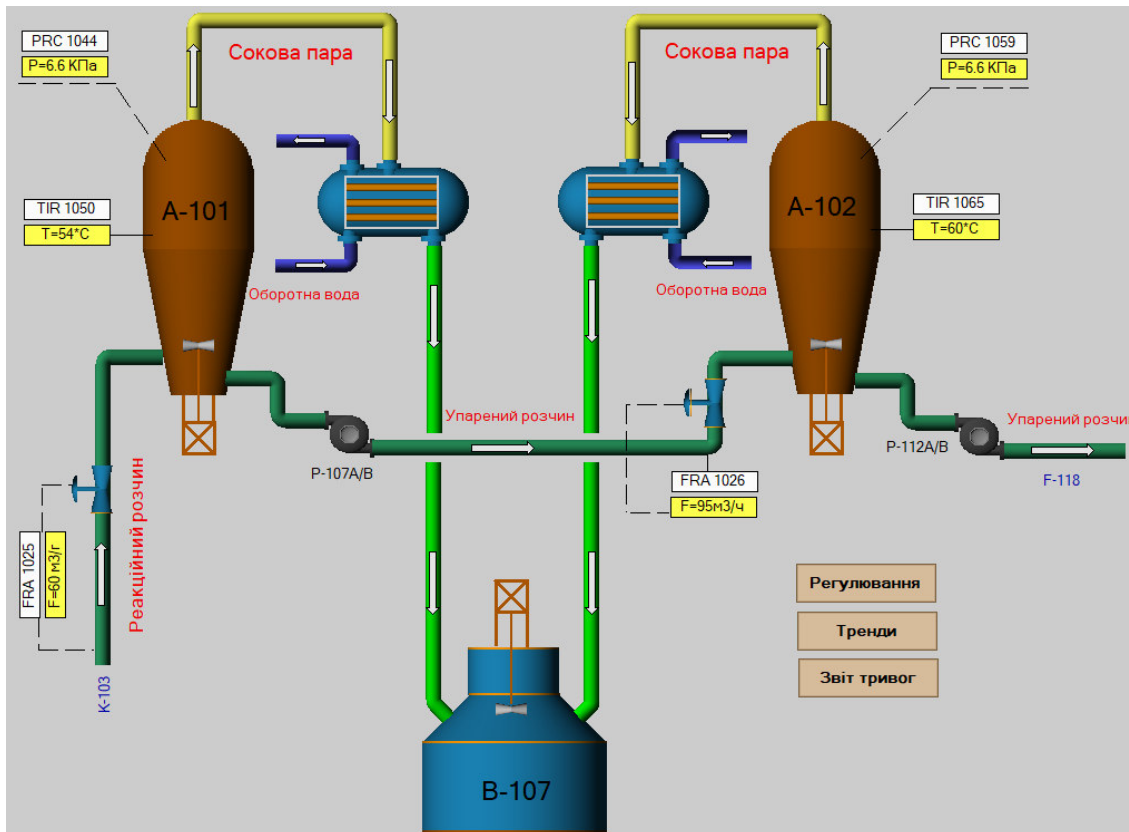 PRC 1044
P=6.6 КПа
Сокова пара
Сокова пара
PRC 1059
P=6.6 КПа
A-101
A-102
TIR 1050
T=54*C
TIR 1065
T=60*C
Оборотна вода
Оборотна вода
Упарений розчин
Упарений розчин
P-107A/B
P-112A/B
F-118
FRA 1026
F=95м3/ч
FRA 1025
F=60 м3/г
Реакційний розчин
K-103
Регулювання
Тренди
Звіт тривог
B-107